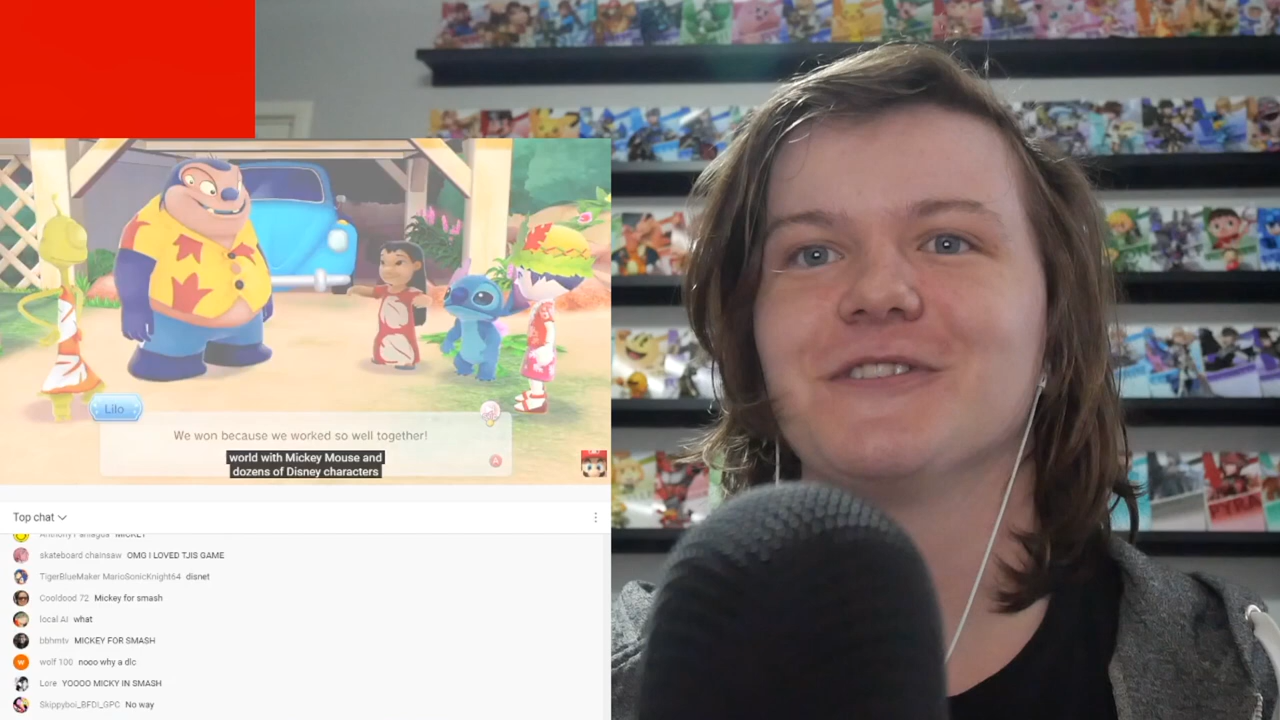 Lilo
We won because we worked so well together!
A
world with Mickey Mouse and
dozens of Disney characters
Top chat
MICKEY
skateboard chainsaw OMG I LOVED TJIS GAME
TigerBlueMaker MarioSonicKnight64 disnet
Cooldood 72 Mickey for smash
local AI what
bbhmtv MICKEY FOR SMASH
W wolf 100 nooo why a dlc
Lore YOOOO MICKY IN SMASH
Skippyboi_BFDI_GPC No way
PYRA